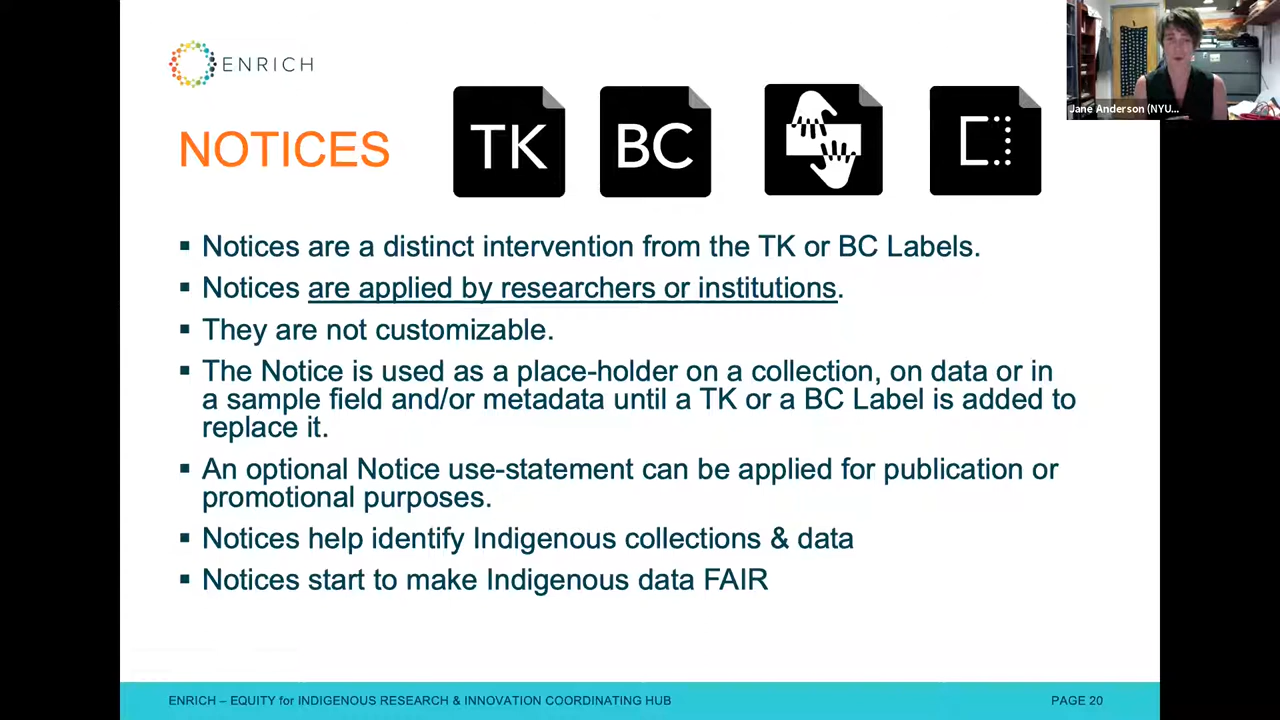 ENRICH
Jane Anderson (NYU...
NOTICES
TK
BC
▪ Notices are a distinct intervention from the TK or BC Labels.
▪ Notices are applied by researchers or institutions.
▪ They are not customizable.
▪ The Notice is used as a place-holder on a collection, on data or in
a sample field and/or metadata until a TK or a BC Label is added to
replace it.
▪ An optional Notice use-statement can be applied for publication or
promotional purposes.
▪ Notices help identify Indigenous collections & data
▪ Notices start to make Indigenous data FAIR
ENRICH – EQUITY for INDIGENOUS RESEARCH & INNOVATION COORDINATING HUB
PAGE 20